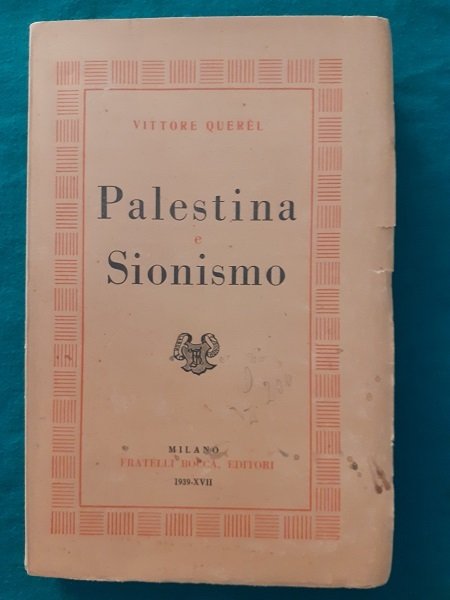 VITTORE QUERÈL
Palestina
e
Sionismo
MILANO
FRATELLI BOCCA, EDITORI
1939-XVII